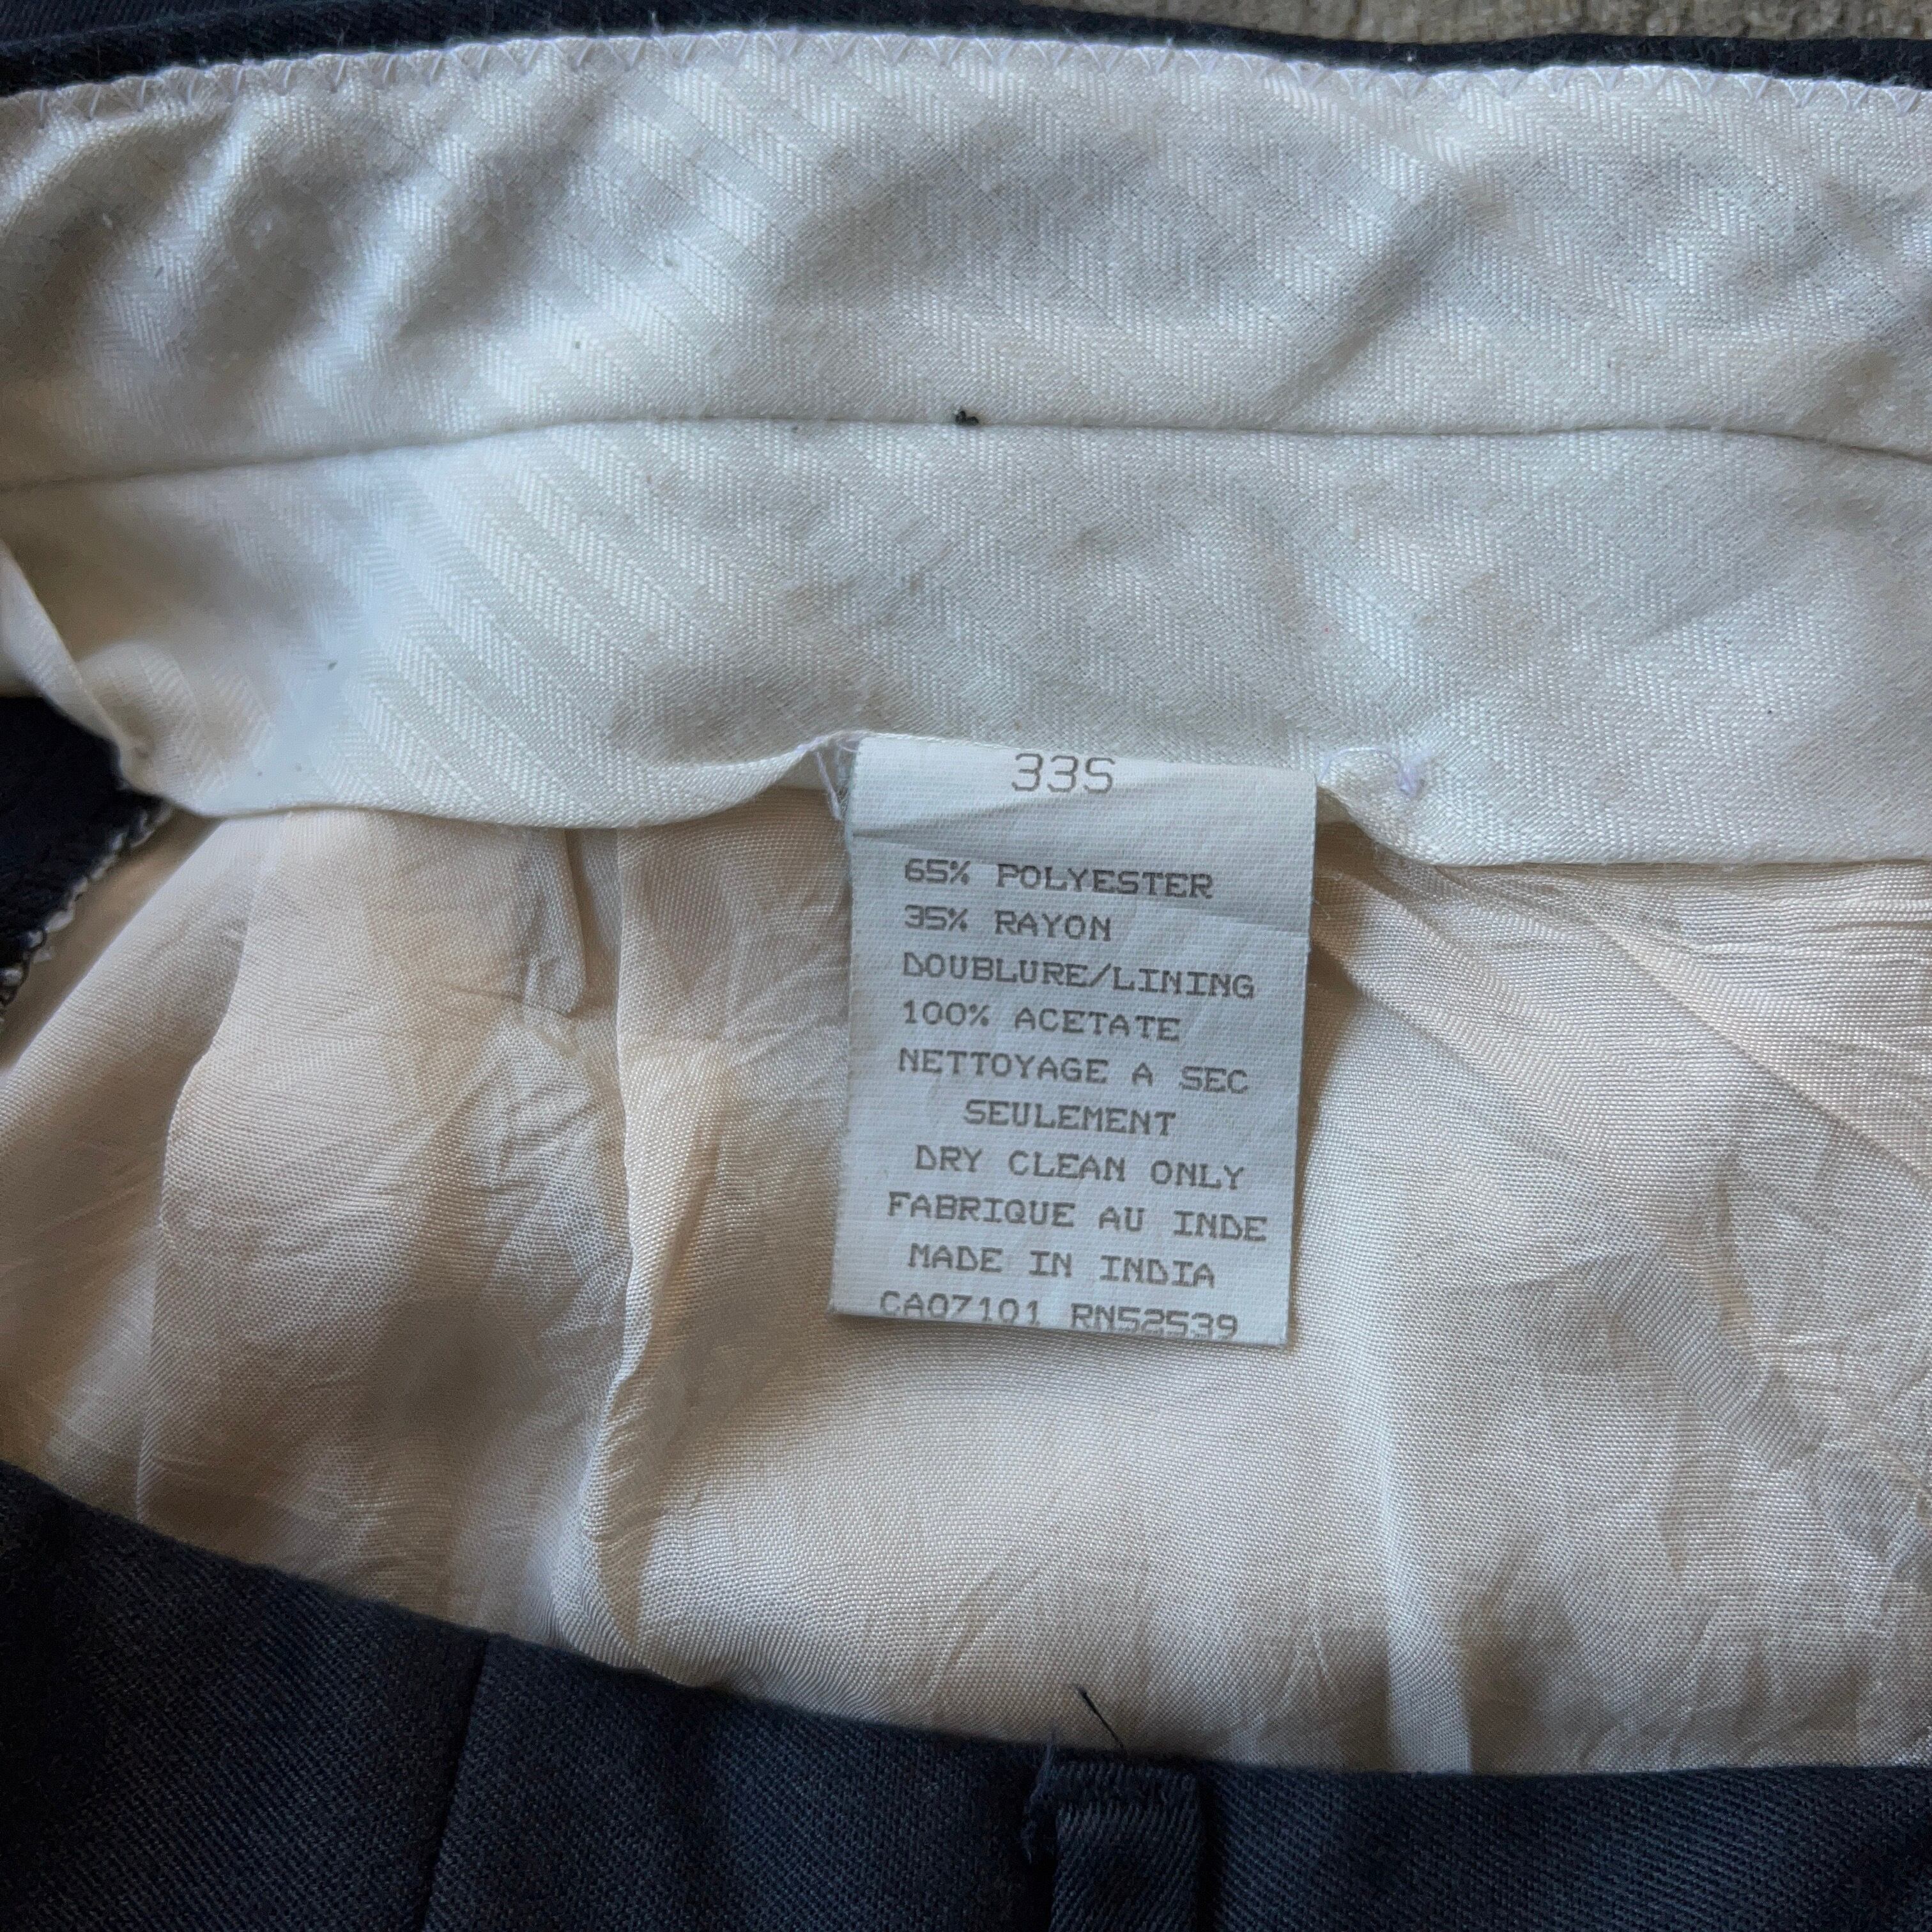 33S
65% POLYESTER
35% RAYON
DOUBLURE/LINING
100% ACETATE
NETTOYAGE A SEC
SEULEMENT
DRY CLEAN ONLY
FABRIQUE AU INDE
MADE IN INDIA
CA07101 RN52539